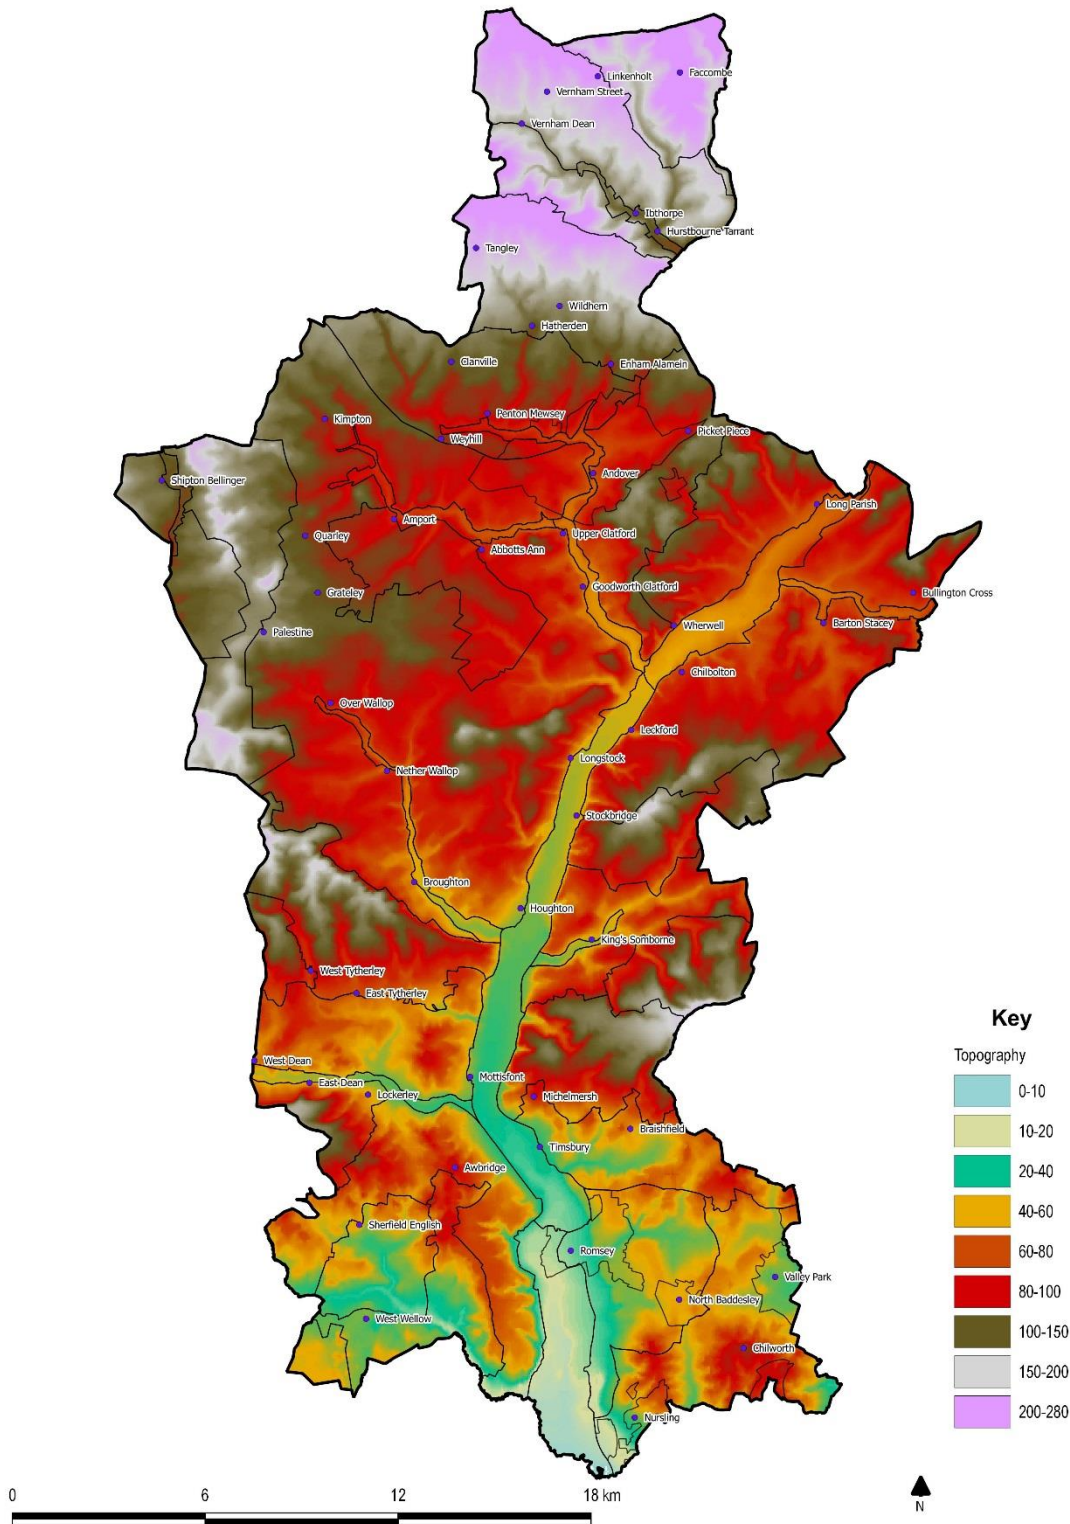 Linkenholt
Faccombe
Vernham Street
Vernham Dean
Ibthorpe
Hurstbourne Tarrant
Tangley
Wildhern
Hatherden
Clanville
Enham Alamein
Penton Mewsey
Kimpton
Picket Piece
Weyhill
Andover
Shipton Bellinger
Long Parish
Amport
Upper Clatford
Quarley
Abbotts Ann
Goodworth Clatford
Grateley
Bullington Cross
Barton Stacey
Wherwell
Palestine
Chilbolton
Over Wallop
Leckford
Longstock
Nether Wallop
Stockbridge
Broughton
Houghton
King's Somborne
West Tytherley
East Tytherley
West Dean
East Dean
Mottisfont
Lockerley
Michelmersh
Braishfield
Timsbury
Awbridge
Sherfield English
Romsey
Valley Park
North Baddesley
West Wellow
Chilworth
Nursling
Key
Topography
0-10
10-20
20-40
40-60
60-80
80-100
100-150
150-200
200-280
0 6 12 18 km
N